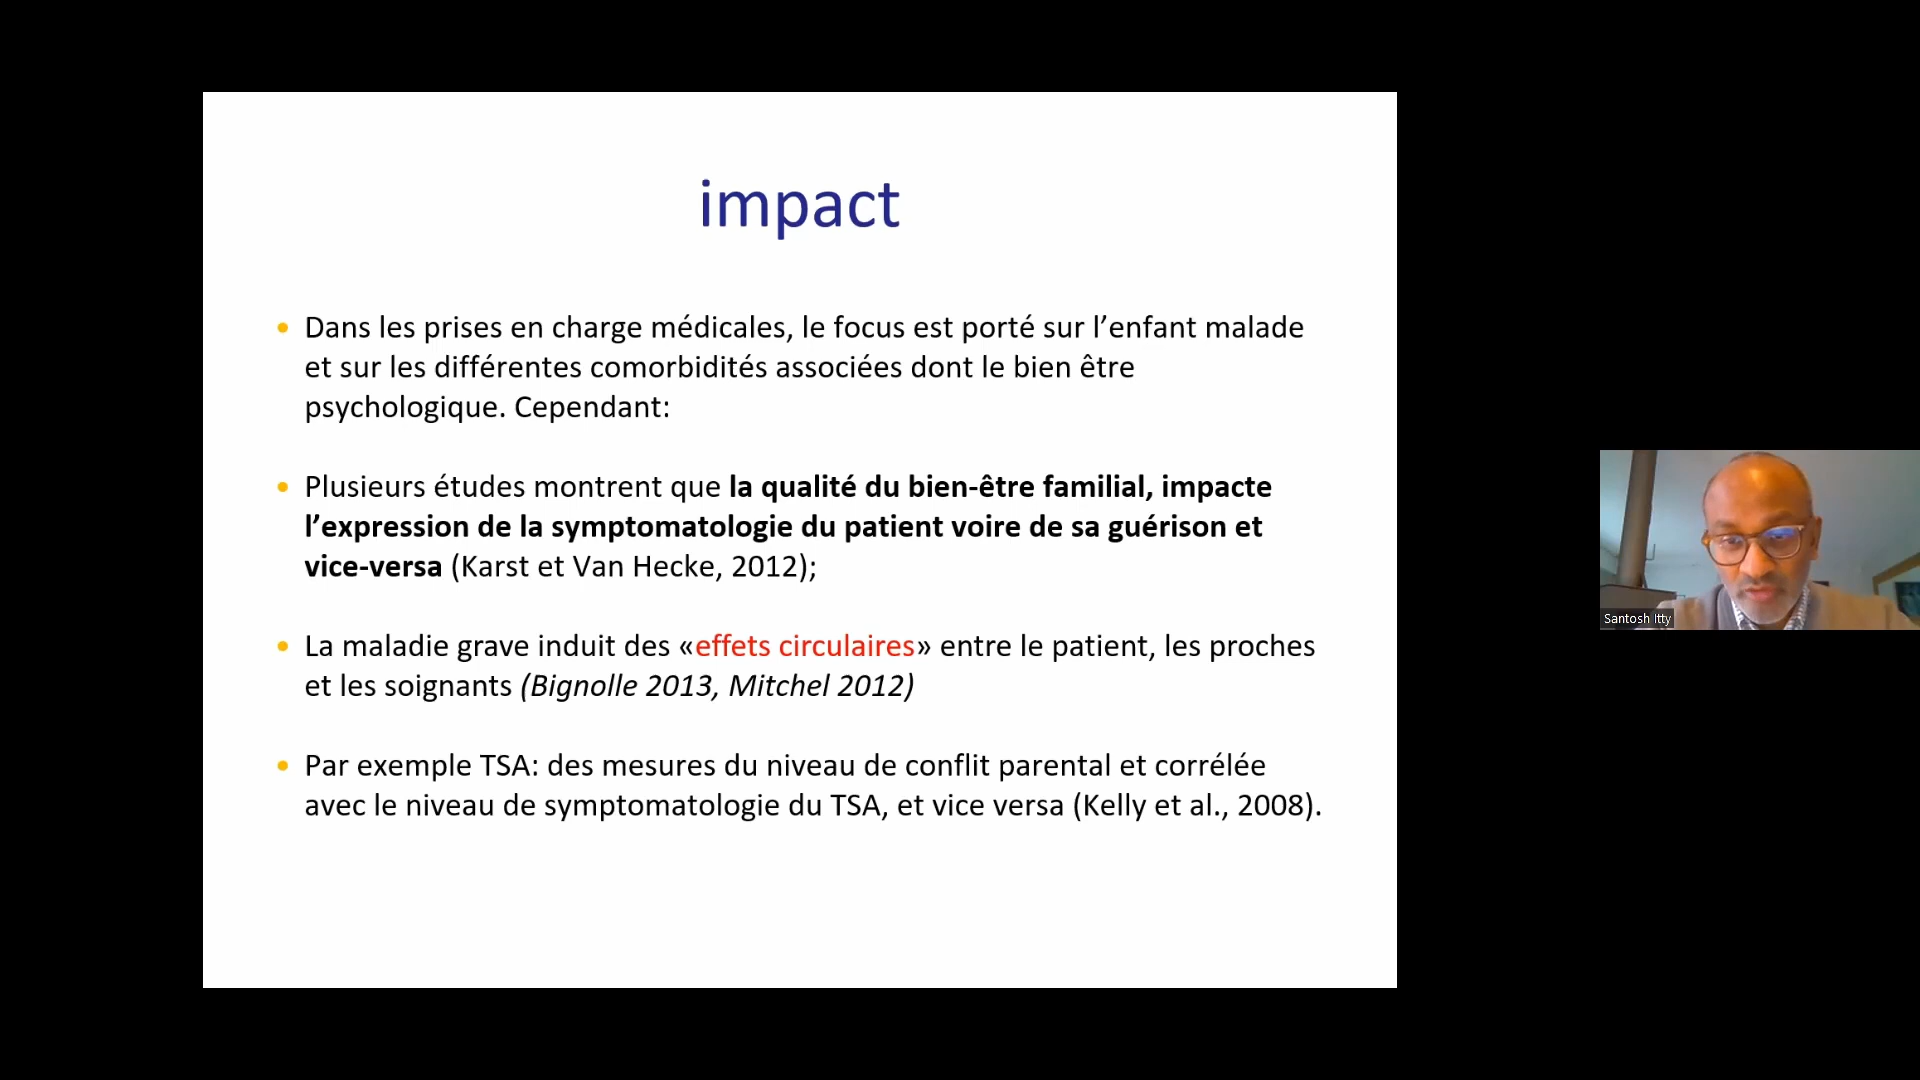 impact
• Dans les prises en charge médicales, le focus est porté sur l’enfant malade
et sur les différentes comorbidités associées dont le bien être
psychologique. Cependant:
• Plusieurs études montrent que la qualité du bien-être familial, impacte
l’expression de la symptomatologie du patient voire de sa guérison et
vice-versa (Karst et Van Hecke, 2012);
• La maladie grave induit des «effets circulaires» entre le patient, les proches
et les soignants (Bignolle 2013, Mitchel 2012)
• Par exemple TSA: des mesures du niveau de conflit parental et corrélée
avec le niveau de symptomatologie du TSA, et vice versa (Kelly et al., 2008).
Santosh Itty